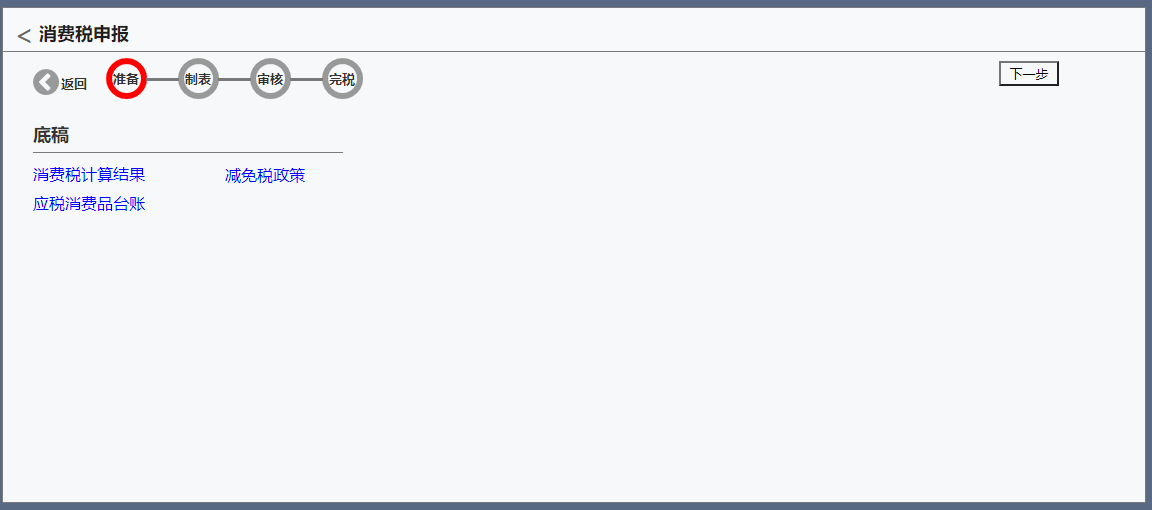 < 消费税申报
返回 准备 制表 审核 完税 下一步
底稿
消费税计算结果 减免税政策
应税消费品台账